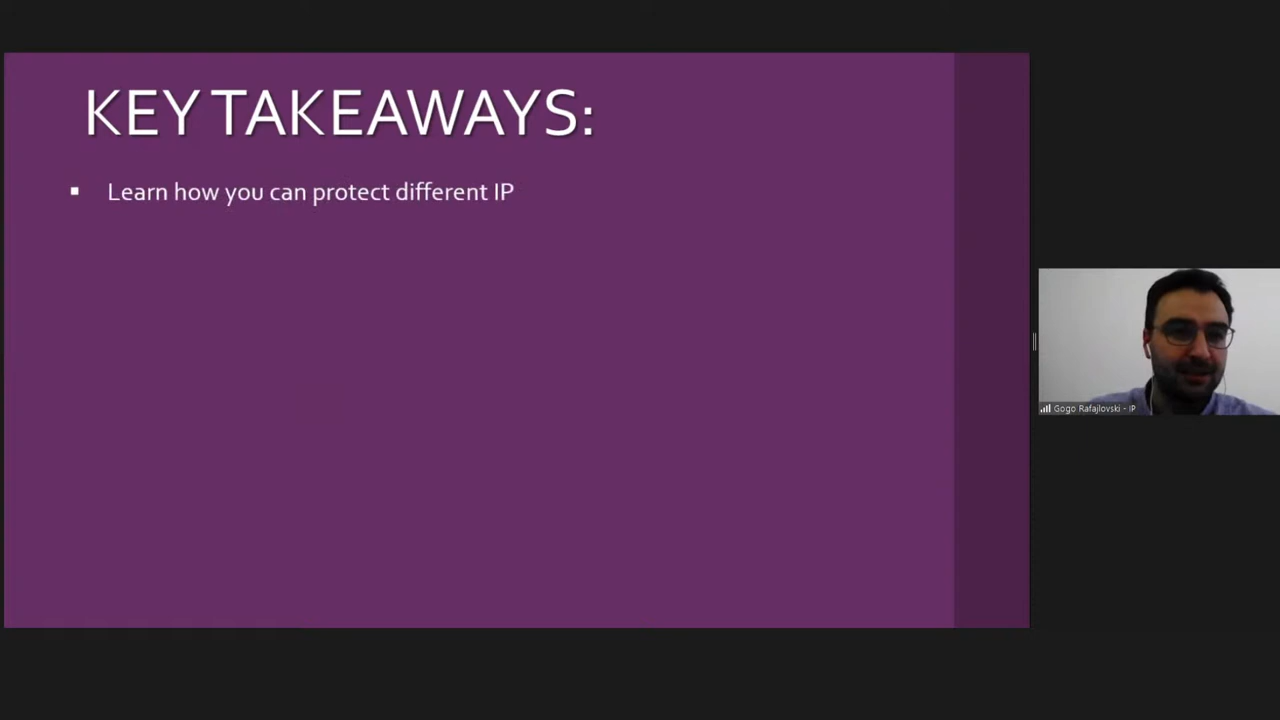 KEY TAKEAWAYS:
▪ Learn how you can protect different IP
Gogo Rafajlovski - IP